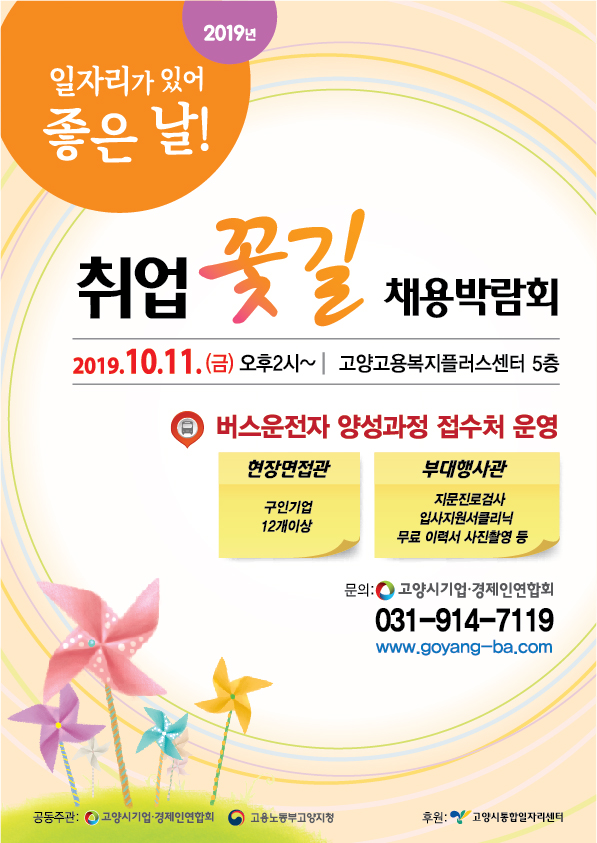 2019년
일자리가 있어
좋은 날!
취업 꽃길 채용박람회
2019.10.11.(금) 오후2시~ | 고양고용복지플러스센터 5층
버스운전자 양성과정 접수처 운영
현장면접관
구인기업
12개이상
부대행사관
지문진로검사
입사지원서클리닉
무료 이력서 사진촬영 등
문의: 고양시기업·경제인연합회
031-914-7119
www.goyang-ba.com
공동주관: 고양시기업·경제인연합회 고용노동부고양지청 후원: 고양시통합일자리센터